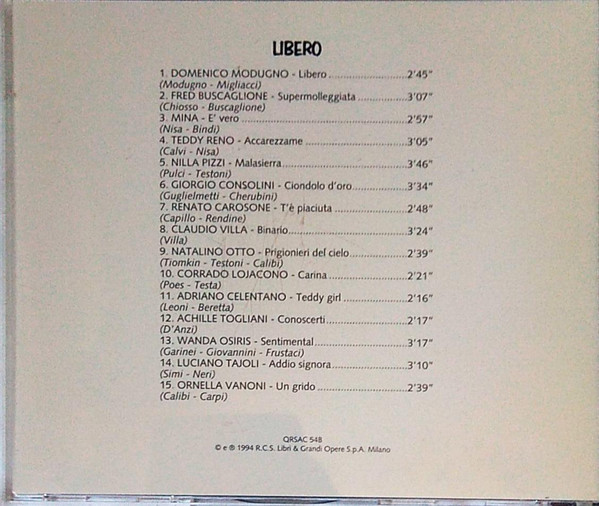 LIBERO
1. DOMENICO MODUGNO - Libero ........................2'45"
(Modugno - Migliacci)
2. FRED BUSCAGLIONE - Supermolleggiata ...............3'07"
(Chiosso - Buscaglione)
3. MINA - E' vero ..................................................2'57"
(Nisa - Bindi)
4. TEDDY RENO - Accarezzame ............................3'05"
(Calvi - Nisa)
5. NILLA PIZZI - Malasierra.....................................3'46"
(Pulci - Testoni)
6. GIORGIO CONSOLINI - Ciondolo d'oro................3'34"
(Guglielmetti - Cherubini)
7. RENATO CAROSONE - T'è piaciuta ......................2'48"
(Capillo - Rendine)
8. CLAUDIO VILLA - Binario....................................3'24"
(Villa)
9. NATALINO OTTO - Prigionieri del cielo.................2'39"
(Tiomkin - Testoni - Calibi)
10. CORRADO LOJACONO - Carina ........................2'21"
(Poes - Testa)
11. ADRIANO CELENTANO - Teddy girl ...................2'16"
(Leoni - Beretta)
12. ACHILLE TOGLIANI - Conoscerti.........................2'17"
(D'Anzi)
13. WANDA OSIRIS - Sentimental ...........................3'17"
(Garinei - Giovannini - Frustaci)
14. LUCIANO TAJOLI - Addio signora.......................3'10"
(Simi - Neri)
15. ORNELLA VANONI - Un grido ...........................2'39"
(Calibi - Carpi)
QRSAC 548
© e ℗ 1994 R.C.S. Libri & Grandi Opere S.p.A. Milano